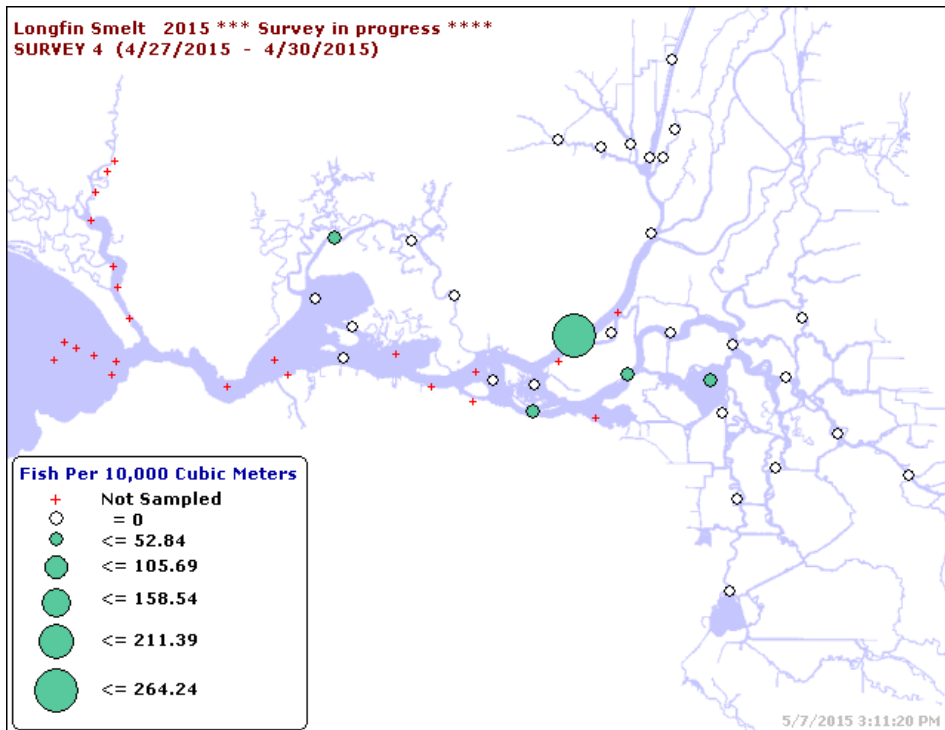 Longfin Smelt 2015 *** Survey in progress ****
SURVEY 4 (4/27/2015 - 4/30/2015)
Fish Per 10,000 Cubic Meters
Not Sampled
= 0
<= 52.84
<= 105.69
<= 158.54
<= 211.39
<= 264.24
5/7/2015 3:11:20 PM